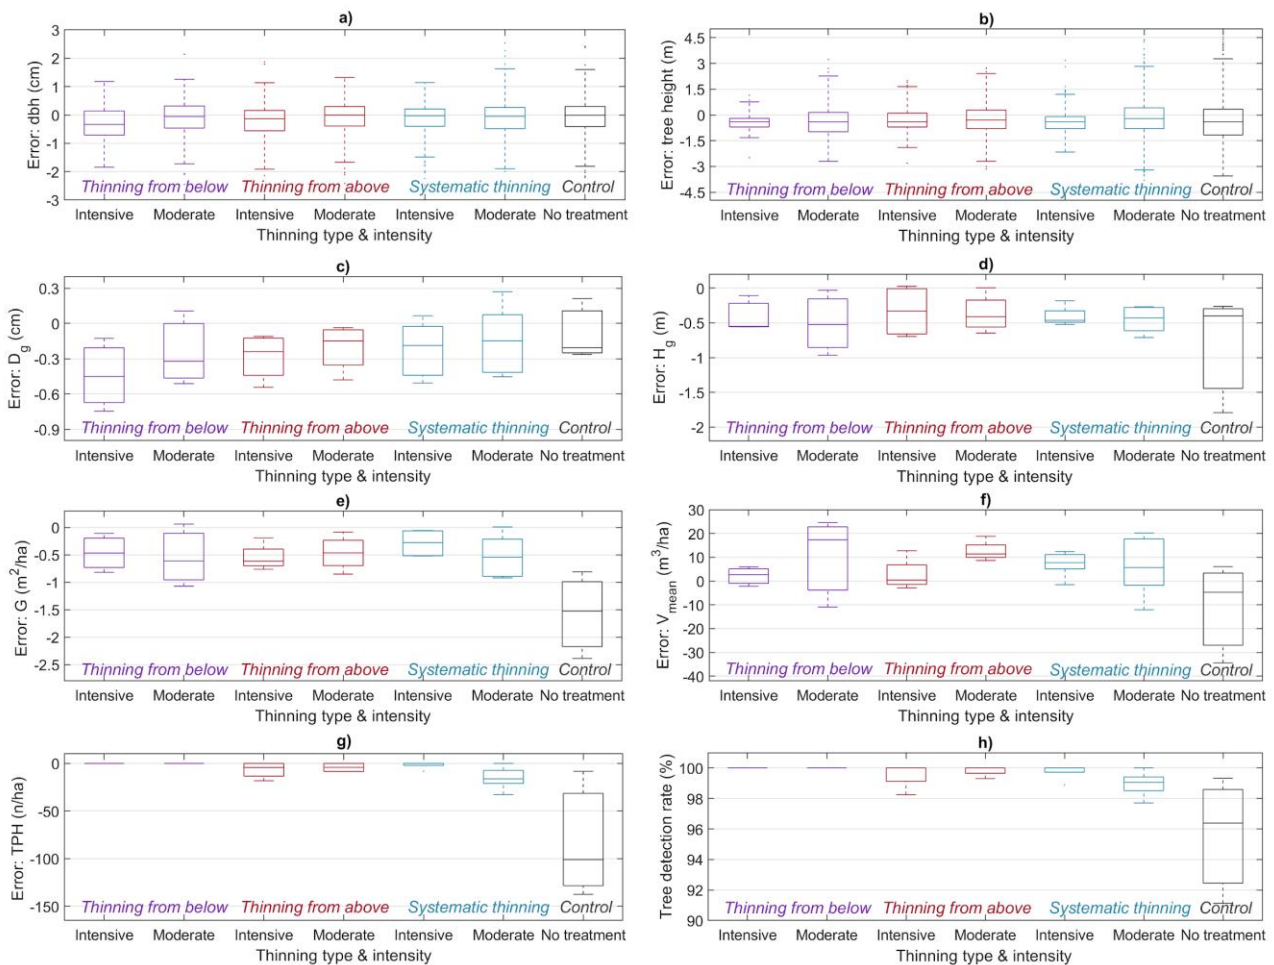 a)
Error: dbh (cm)
3
2
1
0
-1
-2
-3
Thinning from below Thinning from above Systematic thinning Control
Intensive Moderate Intensive Moderate Intensive Moderate No treatment
Thinning type & intensity
b)
Error: tree height (m)
4.5
3
1.5
0
-1.5
-3
-4.5
Thinning from below Thinning from above Systematic thinning Control
Intensive Moderate Intensive Moderate Intensive Moderate No treatment
Thinning type & intensity
c)
Error: D_g (cm)
0.3
0
-0.3
-0.6
-0.9
Thinning from below Thinning from above Systematic thinning Control
Intensive Moderate Intensive Moderate Intensive Moderate No treatment
Thinning type & intensity
d)
Error: H_g (m)
0
-0.5
-1
-1.5
-2
Thinning from below Thinning from above Systematic thinning Control
Intensive Moderate Intensive Moderate Intensive Moderate No treatment
Thinning type & intensity
e)
Error: G (m²/ha)
0
-0.5
-1
-1.5
-2
-2.5
Thinning from below Thinning from above Systematic thinning Control
Intensive Moderate Intensive Moderate Intensive Moderate No treatment
Thinning type & intensity
f)
Error: V_mean (m³/ha)
30
20
10
0
-10
-20
-30
-40
Thinning from below Thinning from above Systematic thinning Control
Intensive Moderate Intensive Moderate Intensive Moderate No treatment
Thinning type & intensity
g)
Error: TPH (n/ha)
0
-50
-100
-150
Thinning from below Thinning from above Systematic thinning Control
Intensive Moderate Intensive Moderate Intensive Moderate No treatment
Thinning type & intensity
h)
Tree detection rate (%)
100
98
96
94
92
90
Thinning from below Thinning from above Systematic thinning Control
Intensive Moderate Intensive Moderate Intensive Moderate No treatment
Thinning type & intensity